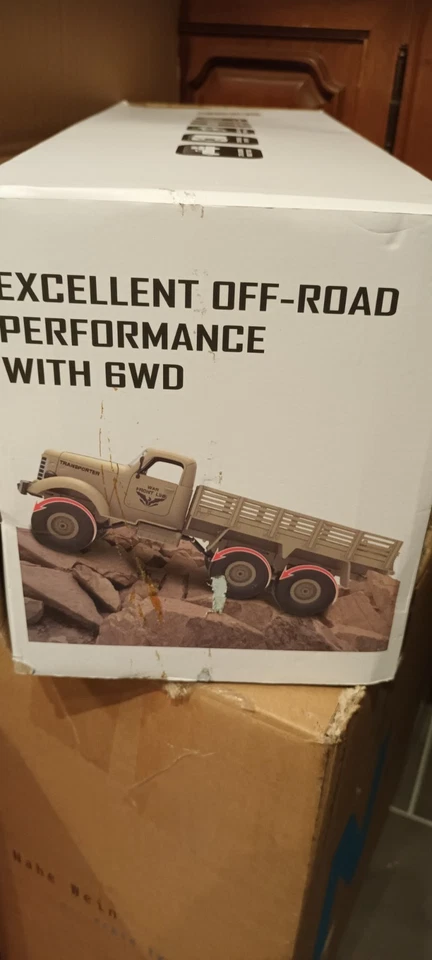 EXCELLENT OFF-ROAD
PERFORMANCE
WITH 6WD
TRANSPORTER